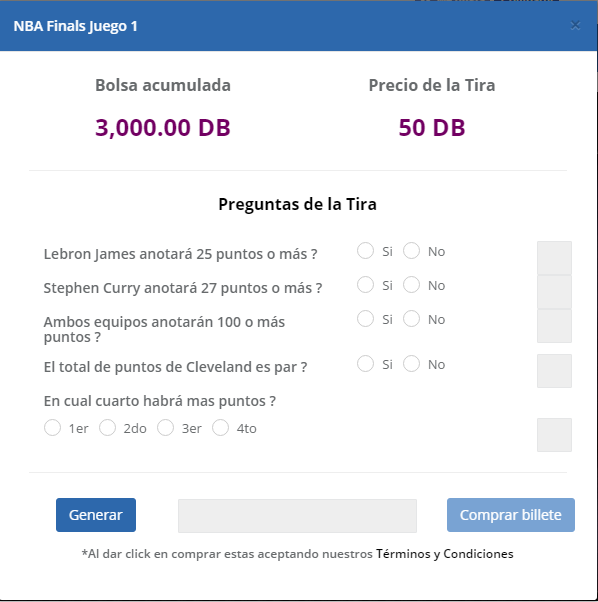 NBA Finals Juego 1
×
Bolsa acumulada Precio de la Tira
3,000.00 DB 50 DB
Preguntas de la Tira
Lebron James anotará 25 puntos o más ? Si No
Stephen Curry anotará 27 puntos o más ? Si No
Ambos equipos anotarán 100 o más Si No
puntos ?
El total de puntos de Cleveland es par ? Si No
En cual cuarto habrá mas puntos ?
1er 2do 3er 4to
Generar Comprar billete
*Al dar click en comprar estas aceptando nuestros Términos y Condiciones